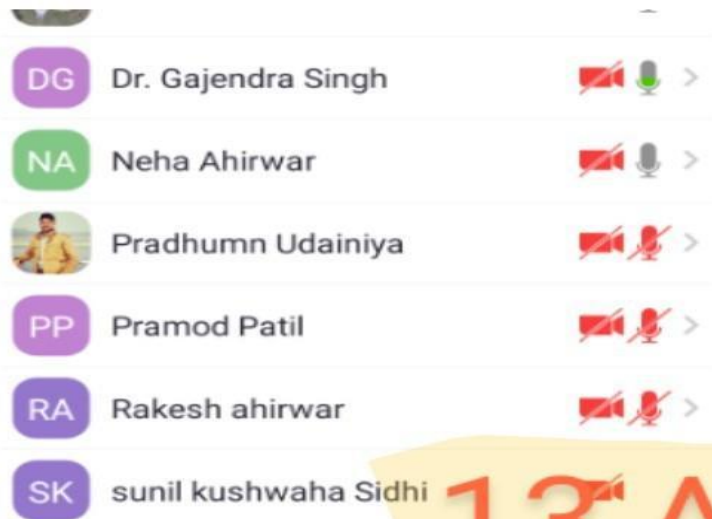 DG Dr. Gajendra Singh
NA Neha Ahirwar
Pradhumn Udainiya
PP Pramod Patil
RA Rakesh ahirwar
SK sunil kushwaha Sidhi
13 A